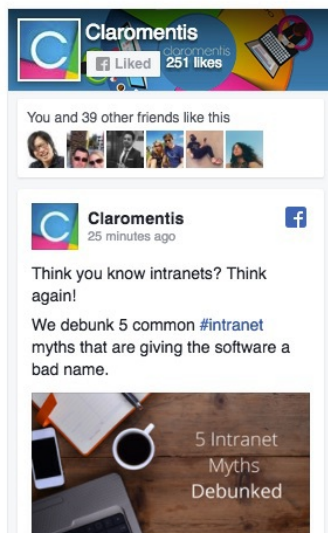 Claromentis
claromentis
Liked
251 likes
You and 39 other friends like this
Claromentis
25 minutes ago
Think you know intranets? Think
again!
We debunk 5 common #intranet
myths that are giving the software a
bad name.
5 Intranet
Myths
Debunked